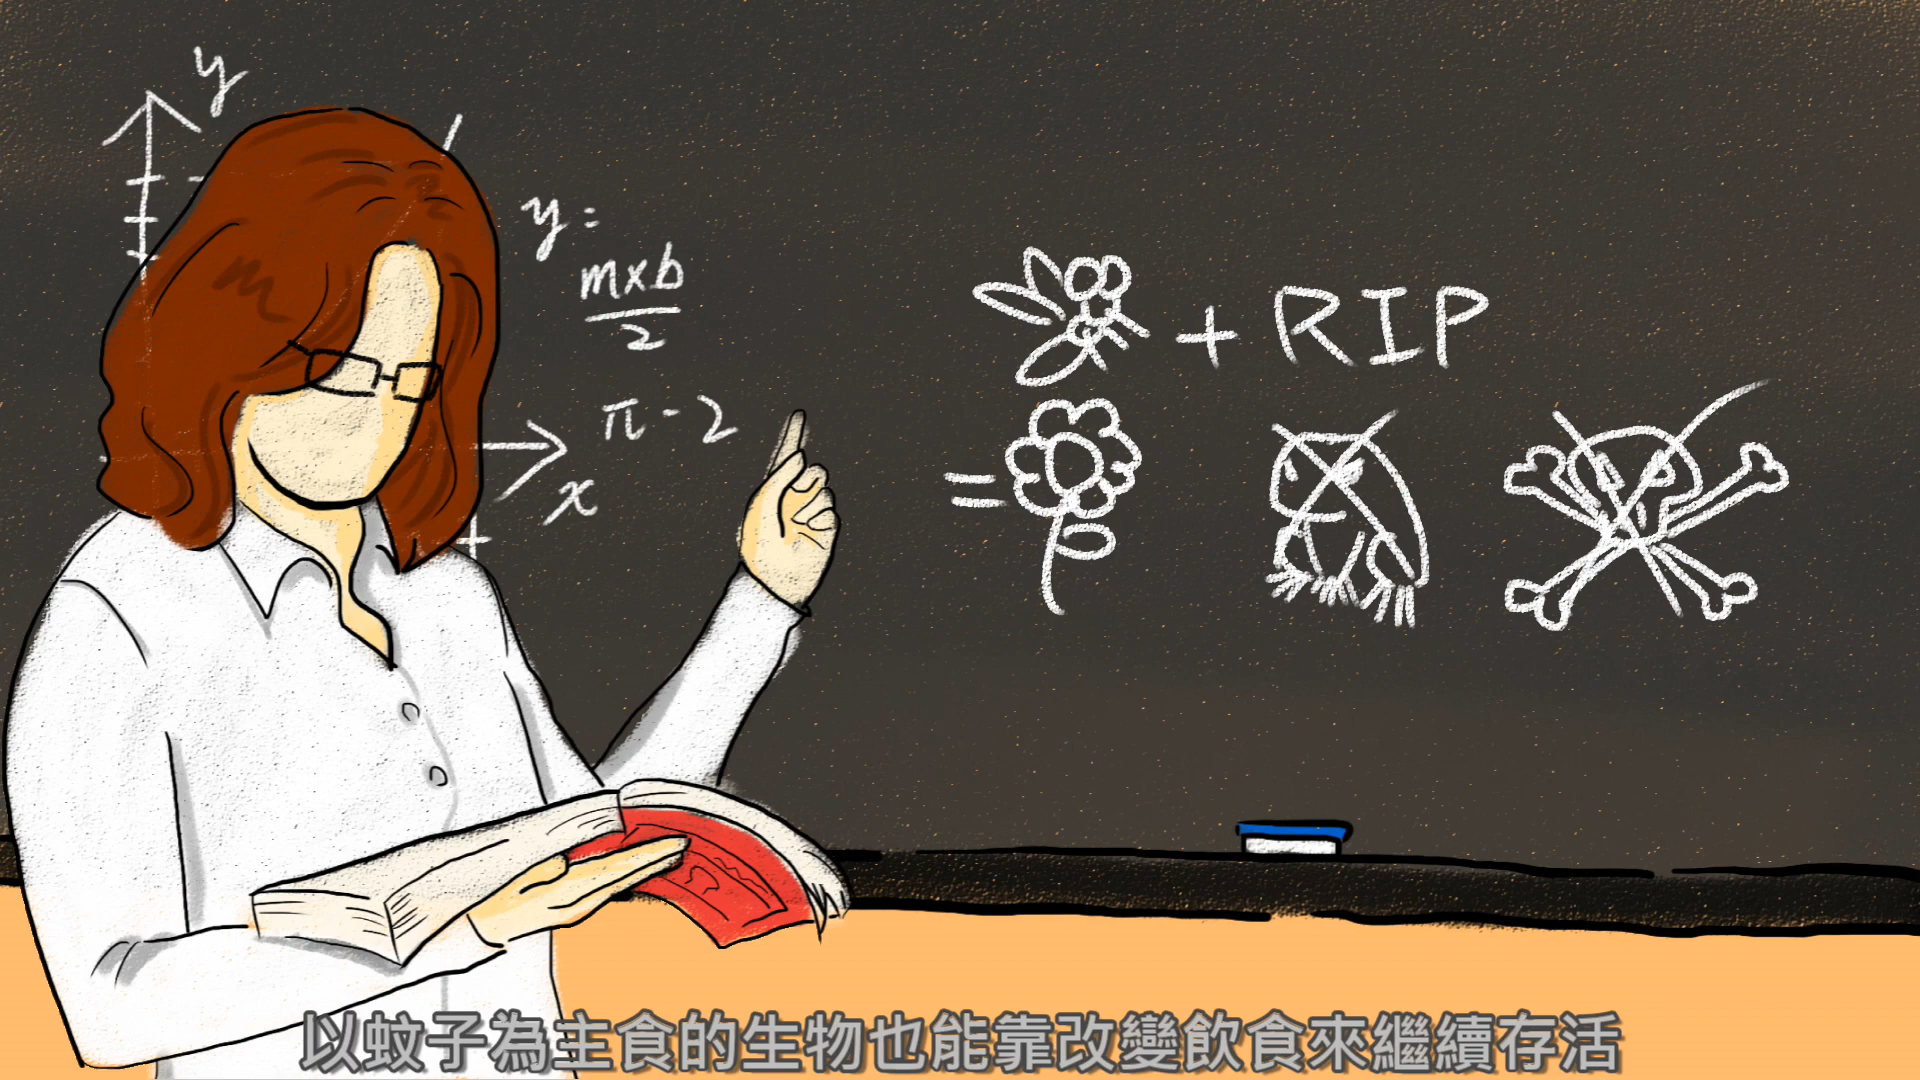 y
y=
mxb
2
π-2
x
+ RIP
=
以蚊子為主食的生物也能靠改變飲食來繼續存活